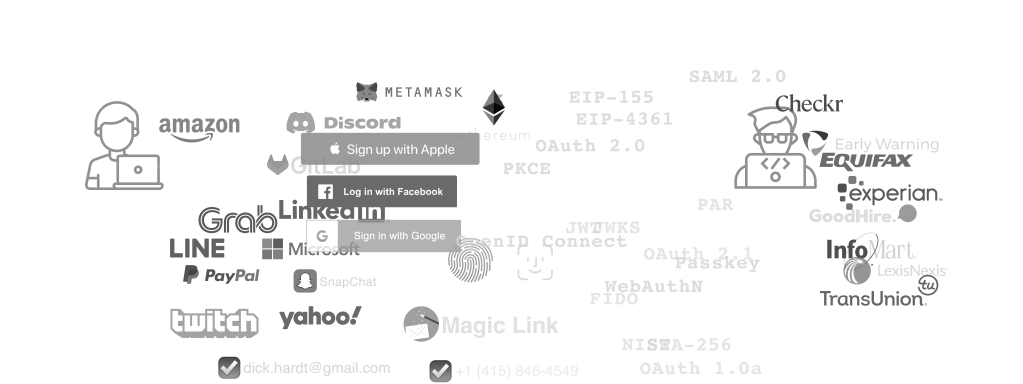 METAMASK
amazon
Discord
ethereum
Sign up with Apple
GitLab
Log in with Facebook
Grab
LinkedIn
Sign in with Google
LINE
Microsoft
PayPal
SnapChat
twitch
yahoo!
Magic Link
dick.hardt@gmail.com
+1 (415) 846-4549
SAML 2.0
EIP-155
EIP-4361
OAuth 2.0
PKCE
PAR
JWT
JWKS
OpenID Connect
OAuth 2.1
Passkey
WebAuthN
FIDO
NIST
SHA-256
OAuth 1.0a
Checkr
Early Warning
EQUIFAX
experian.
GoodHire.
InfoMart.
LexisNexis
tu
TransUnion